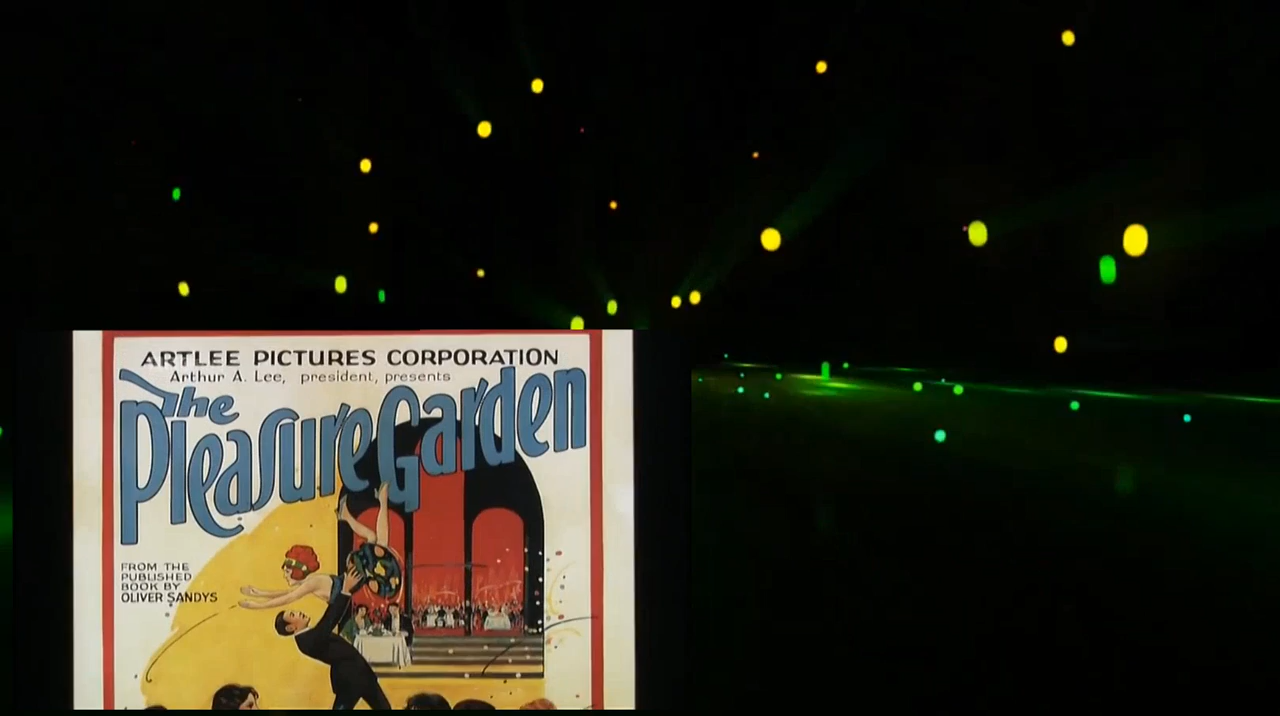 ARTLEE PICTURES CORPORATION
Arthur A. Lee, president, presents
The
Pleasure Garden
FROM THE
PUBLISHED
BOOK BY
OLIVER SANDYS